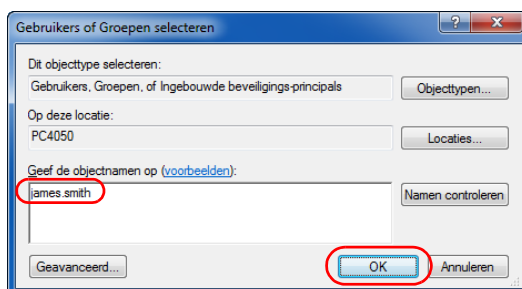 Gebruikers of Groepen selecteren
Dit objecttype selecteren:
Gebruikers, Groepen, of Ingebouwde beveiligings-principals
Objecttypen...
Op deze locatie:
PC4050
Locaties...
Geef de objectnamen op (voorbeelden):
james.smith
Namen controleren
Geavanceerd...
OK
Annuleren